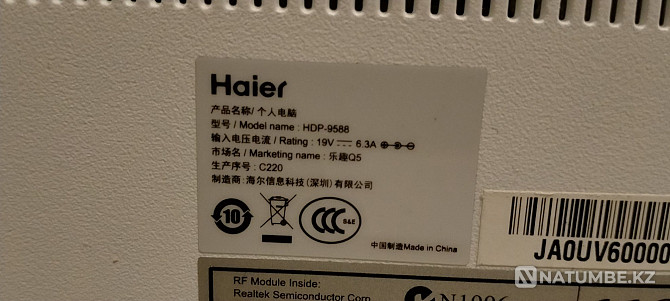 Haier
产品名称/ 个人电脑
型号/ Model name : HDP-9588
输入电压电流 / Rating : 19V⎓ 6.3A
市场名/ Marketing name : 乐趣Q5
生产序号: C220
制造商: 海尔信息科技(深圳)有限公司
10
CCC S&E
中国制造Made in China
JA0UV60000
RF Module Inside:
Realtek Semiconductor Corp
NATUMBE.KZ